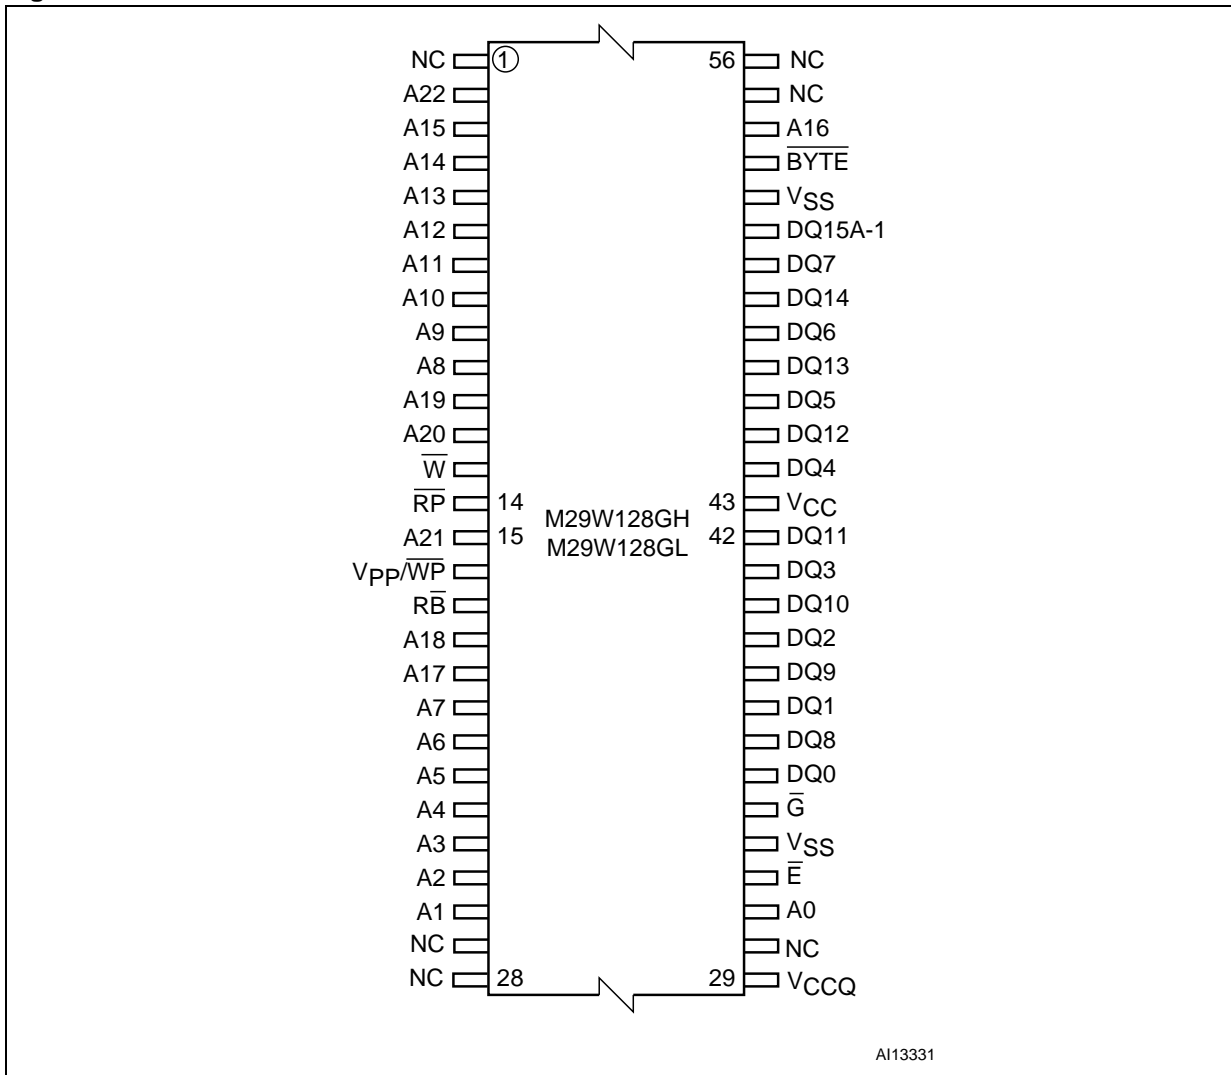 NC 1 56 NC
A22 NC
A15 A16
A14 B̅Y̅T̅E̅
A13 VSS
A12 DQ15A-1
A11 DQ7
A10 DQ14
A9 DQ6
A8 DQ13
A19 DQ5
A20 DQ12
W̅ DQ4
R̅P̅ 14 43 VCC
A21 15 M29W128GH 42 DQ11
M29W128GL
VPP/W̅P̅ DQ3
RB̅ DQ10
A18 DQ2
A17 DQ9
A7 DQ1
A6 DQ8
A5 DQ0
A4 G̅
A3 VSS
A2 E̅
A1 A0
NC NC
NC 28 29 VCCQ
AI13331